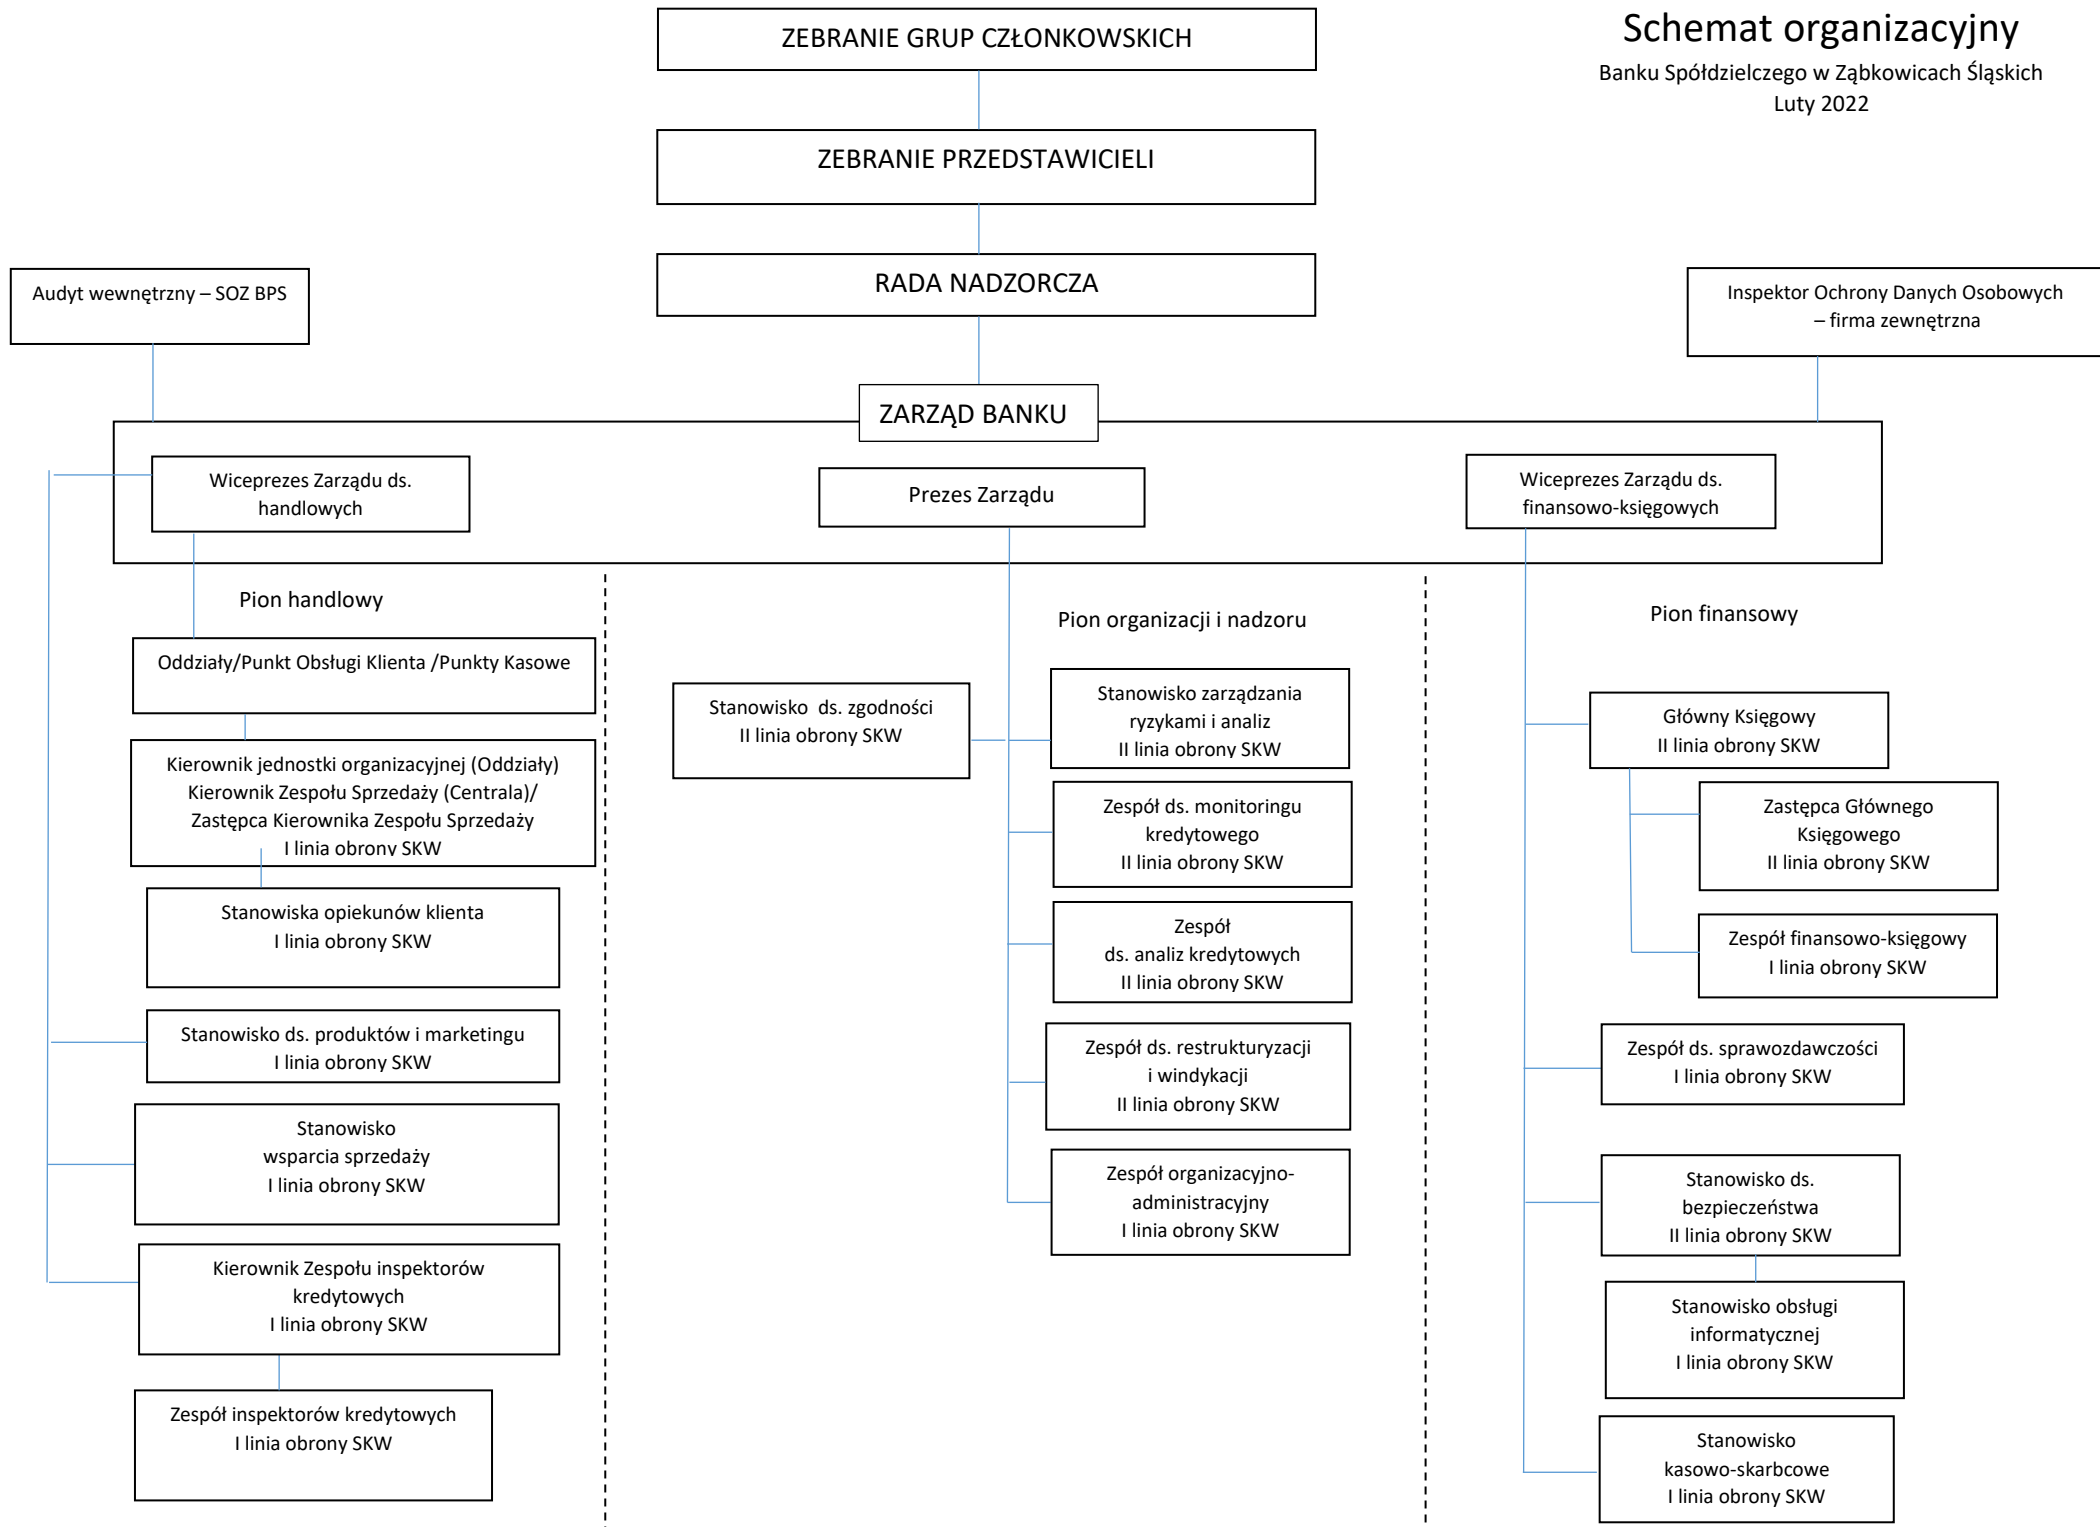 Schemat organizacyjny
Banku Spółdzielczego w Ząbkowicach Śląskich
Luty 2022
ZEBRANIE GRUP CZŁONKOWSKICH
ZEBRANIE PRZEDSTAWICIELI
RADA NADZORCZA
Audyt wewnętrzny – SOZ BPS
Inspektor Ochrony Danych Osobowych
– firma zewnętrzna
ZARZĄD BANKU
Wiceprezes Zarządu ds.
handlowych
Prezes Zarządu
Wiceprezes Zarządu ds.
finansowo-księgowych
Pion handlowy
Oddziały/Punkt Obsługi Klienta /Punkty Kasowe
Kierownik jednostki organizacyjnej (Oddziały)
Kierownik Zespołu Sprzedaży (Centrala)/
Zastępca Kierownika Zespołu Sprzedaży
I linia obrony SKW
Stanowiska opiekunów klienta
I linia obrony SKW
Stanowisko ds. produktów i marketingu
I linia obrony SKW
Stanowisko
wsparcia sprzedaży
I linia obrony SKW
Kierownik Zespołu inspektorów
kredytowych
I linia obrony SKW
Zespół inspektorów kredytowych
I linia obrony SKW
Pion organizacji i nadzoru
Stanowisko  ds. zgodności
II linia obrony SKW
Stanowisko zarządzania
ryzykami i analiz
II linia obrony SKW
Zespół ds. monitoringu
kredytowego
II linia obrony SKW
Zespół
ds. analiz kredytowych
II linia obrony SKW
Zespół ds. restrukturyzacji
i windykacji
II linia obrony SKW
Zespół organizacyjno-
administracyjny
I linia obrony SKW
Pion finansowy
Główny Księgowy
II linia obrony SKW
Zastępca Głównego
Księgowego
II linia obrony SKW
Zespół finansowo-księgowy
I linia obrony SKW
Zespół ds. sprawozdawczości
I linia obrony SKW
Stanowisko ds.
bezpieczeństwa
II linia obrony SKW
Stanowisko obsługi
informatycznej
I linia obrony SKW
Stanowisko
kasowo-skarbcowe
I linia obrony SKW